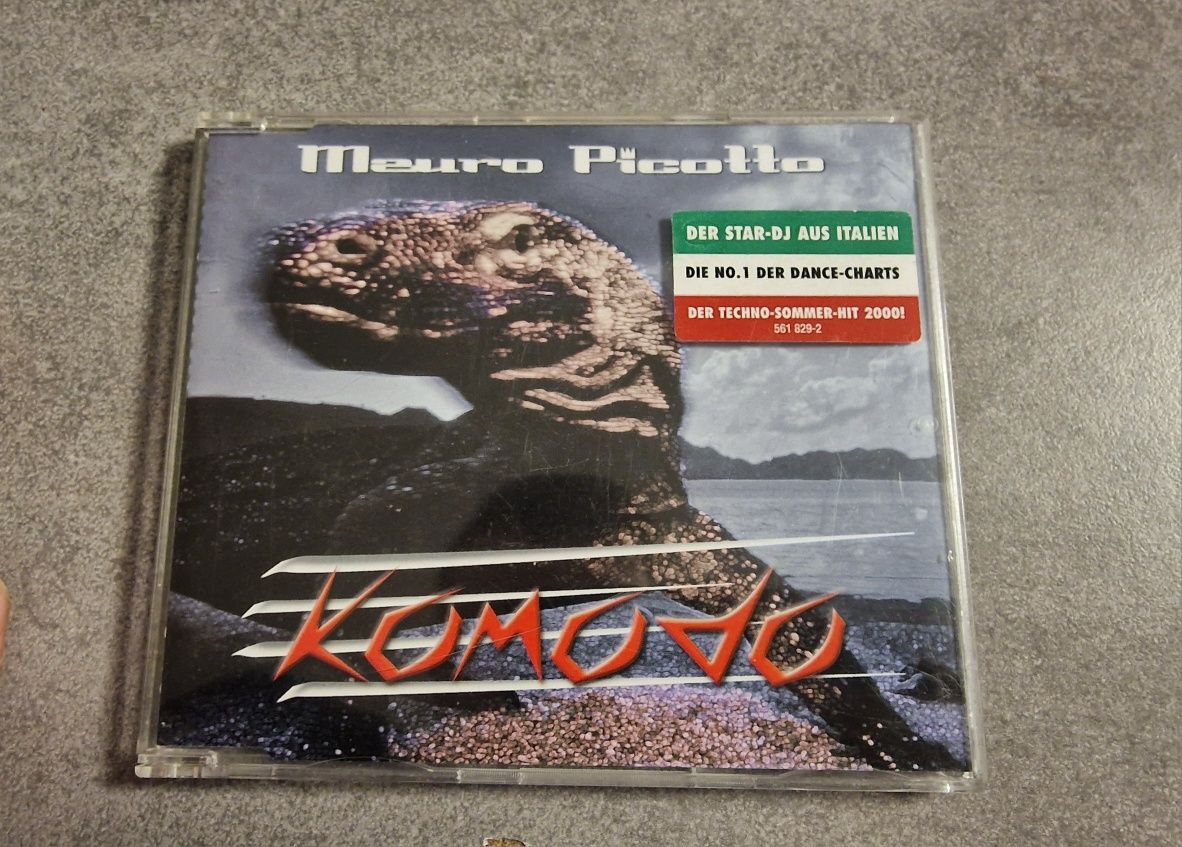 Mauro Picotto
DER STAR-DJ AUS ITALIEN
DIE NO.1 DER DANCE-CHARTS
DER TECHNO-SOMMER-HIT 2000!
561 829-2
KOMODO